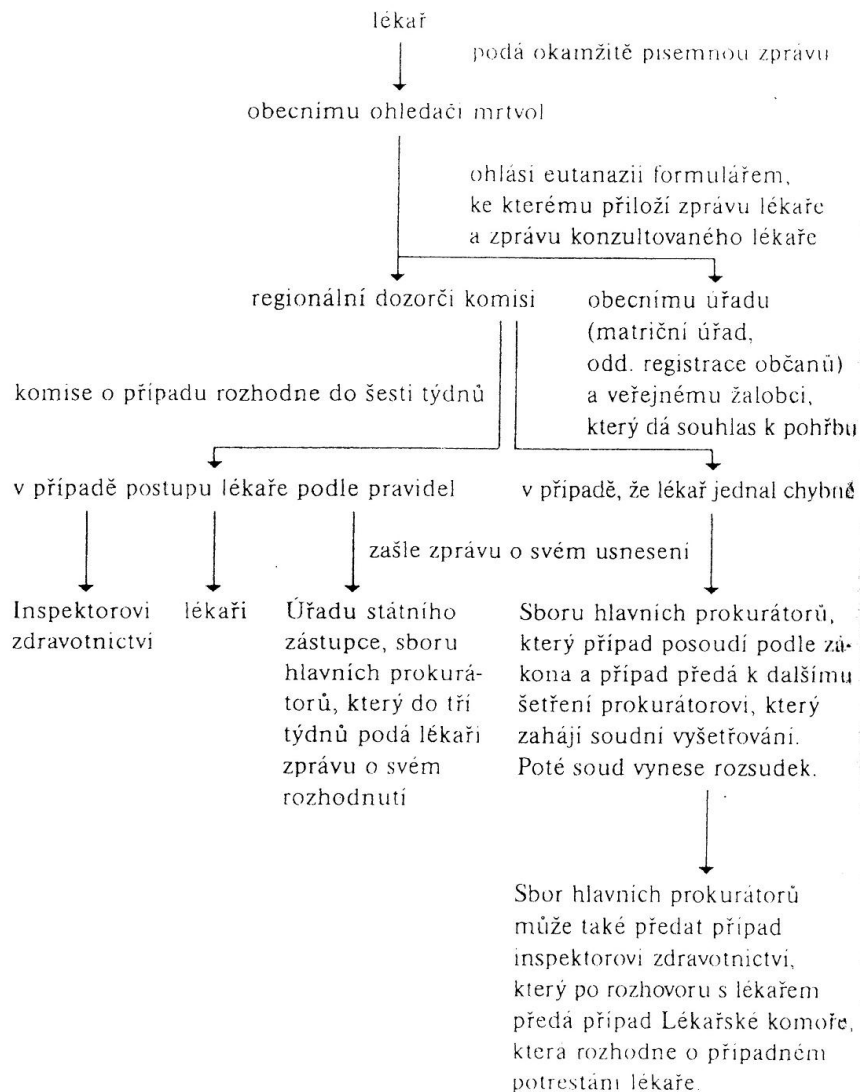 lékař
podá okamžitě písemnou zprávu
obecnímu ohledači mrtvol
ohlásí eutanazii formulářem,
ke kterému přiloží zprávu lékaře
a zprávu konzultovaného lékaře
regionální dozorčí komisi
obecnímu úřadu
(matriční úřad,
odd. registrace občanů)
a veřejnému žalobci,
který dá souhlas k pohřbu
komise o případu rozhodne do šesti týdnů
v případě postupu lékaře podle pravidel
v případě, že lékař jednal chybně
zašle zprávu o svém usnesení
Inspektorovi
zdravotnictví
lékaři
Úřadu státního
zástupce, sboru
hlavních prokurá-
torů, který do tří
týdnů podá lékaři
zprávu o svém
rozhodnutí
Sboru hlavních prokurátorů,
který případ posoudí podle zá-
kona a případ předá k dalšímu
šetření prokurátorovi, který
zahájí soudní vyšetřování.
Poté soud vynese rozsudek.
Sbor hlavních prokurátorů
může také předat případ
inspektorovi zdravotnictví,
který po rozhovoru s lékařem
předá případ Lékařské komoře,
která rozhodne o případném
potrestání lékaře.